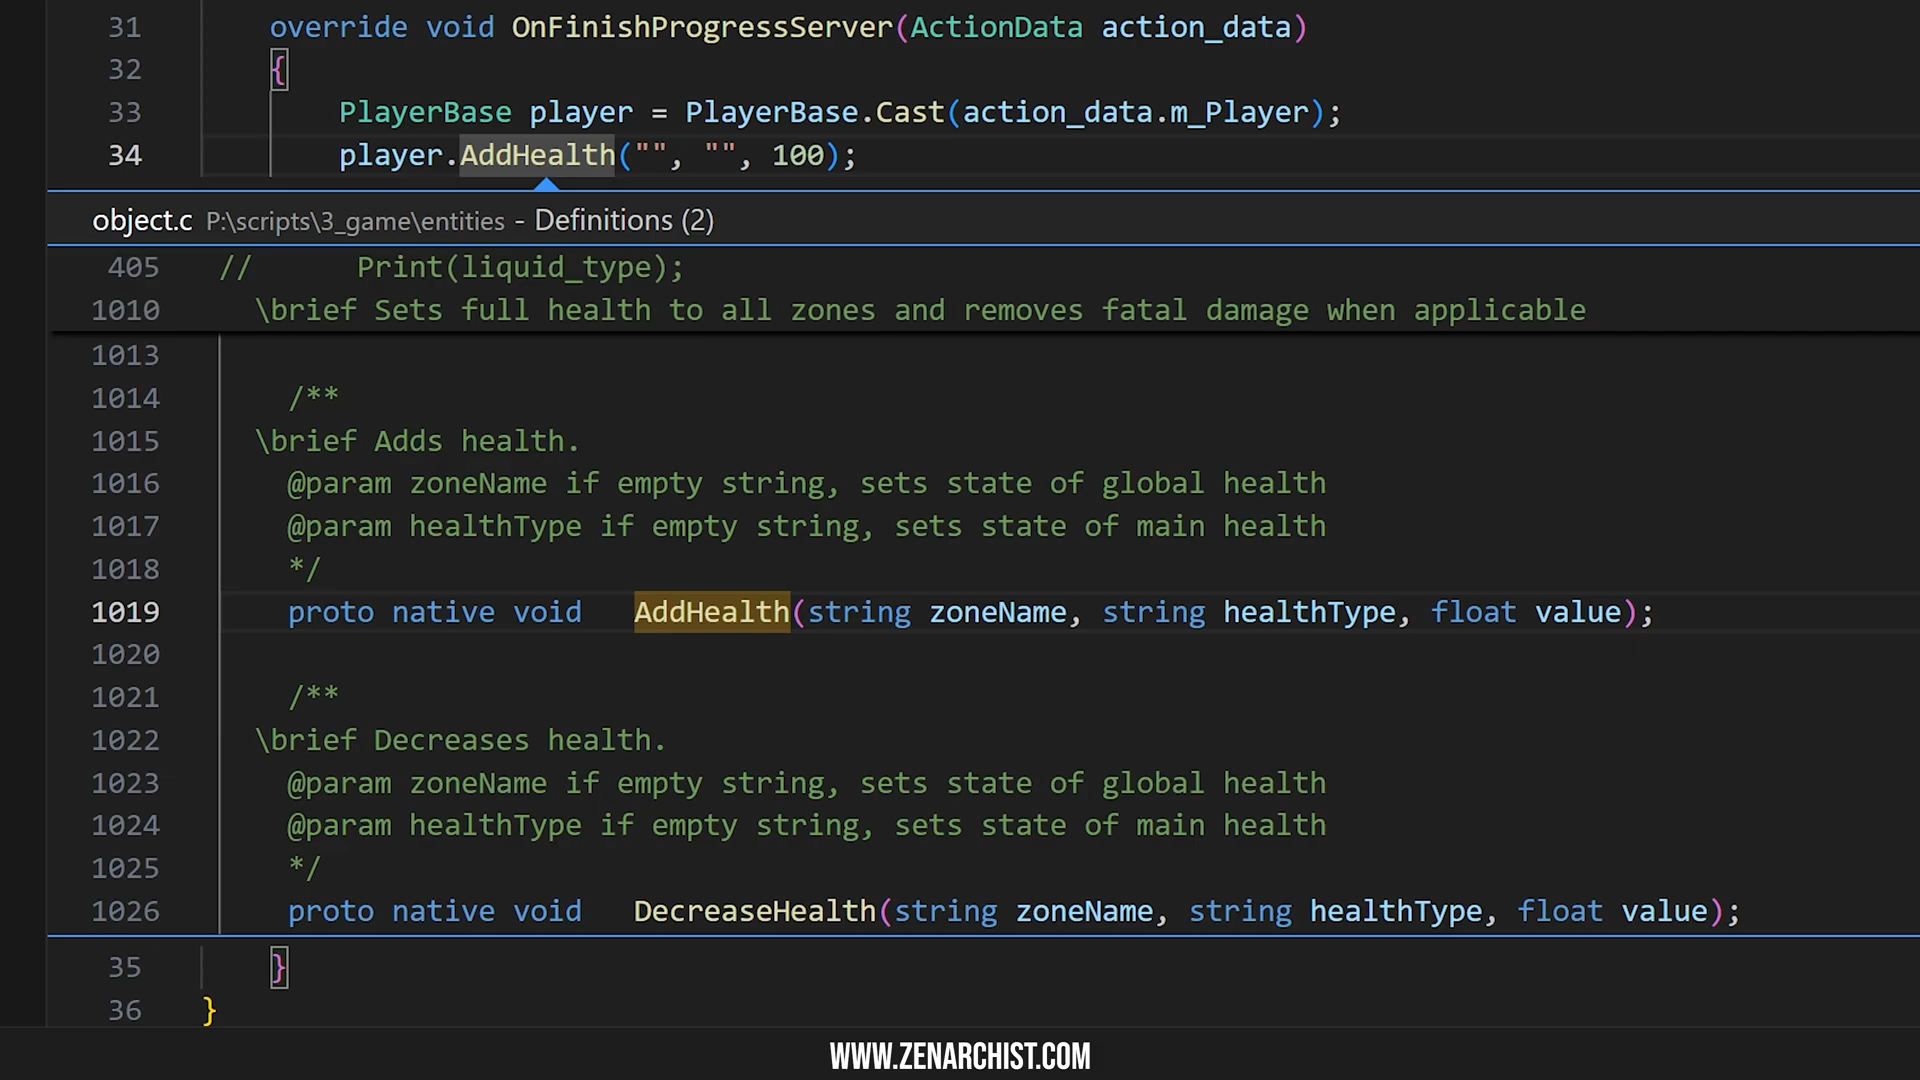 31 override void OnFinishProgressServer(ActionData action_data)
32 {
33 PlayerBase player = PlayerBase.Cast(action_data.m_Player);
34 player.AddHealth("", "", 100);
object.c P:\scripts\3_game\entities - Definitions (2)
405 // Print(liquid_type);
1010 \brief Sets full health to all zones and removes fatal damage when applicable
1013
1014 /**
1015 \brief Adds health.
1016 @param zoneName if empty string, sets state of global health
1017 @param healthType if empty string, sets state of main health
1018 */
1019 proto native void AddHealth(string zoneName, string healthType, float value);
1020
1021 /**
1022 \brief Decreases health.
1023 @param zoneName if empty string, sets state of global health
1024 @param healthType if empty string, sets state of main health
1025 */
1026 proto native void DecreaseHealth(string zoneName, string healthType, float value);
35 }
36 }
WWW.ZENARCHIST.COM